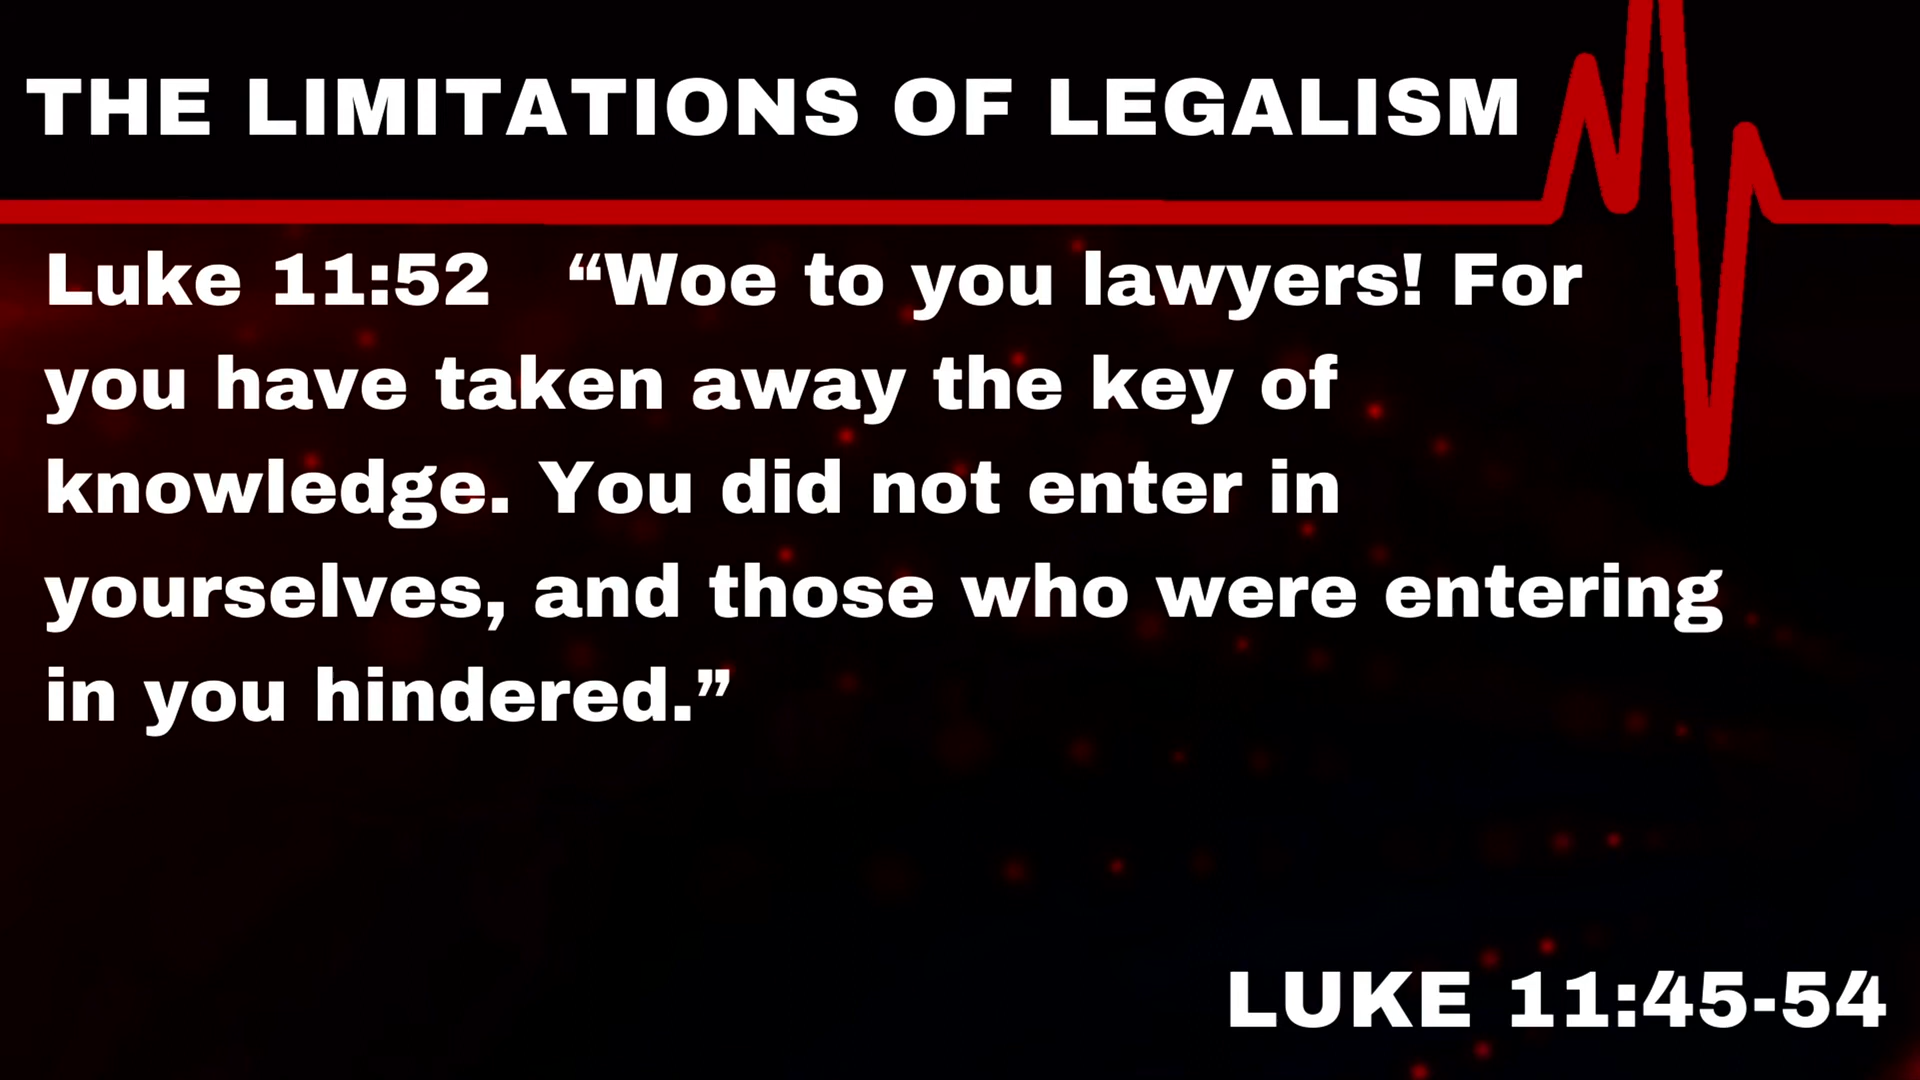 THE LIMITATIONS OF LEGALISM
Luke 11:52 “Woe to you lawyers! For
you have taken away the key of
knowledge. You did not enter in
yourselves, and those who were entering
in you hindered.”
LUKE 11:45-54